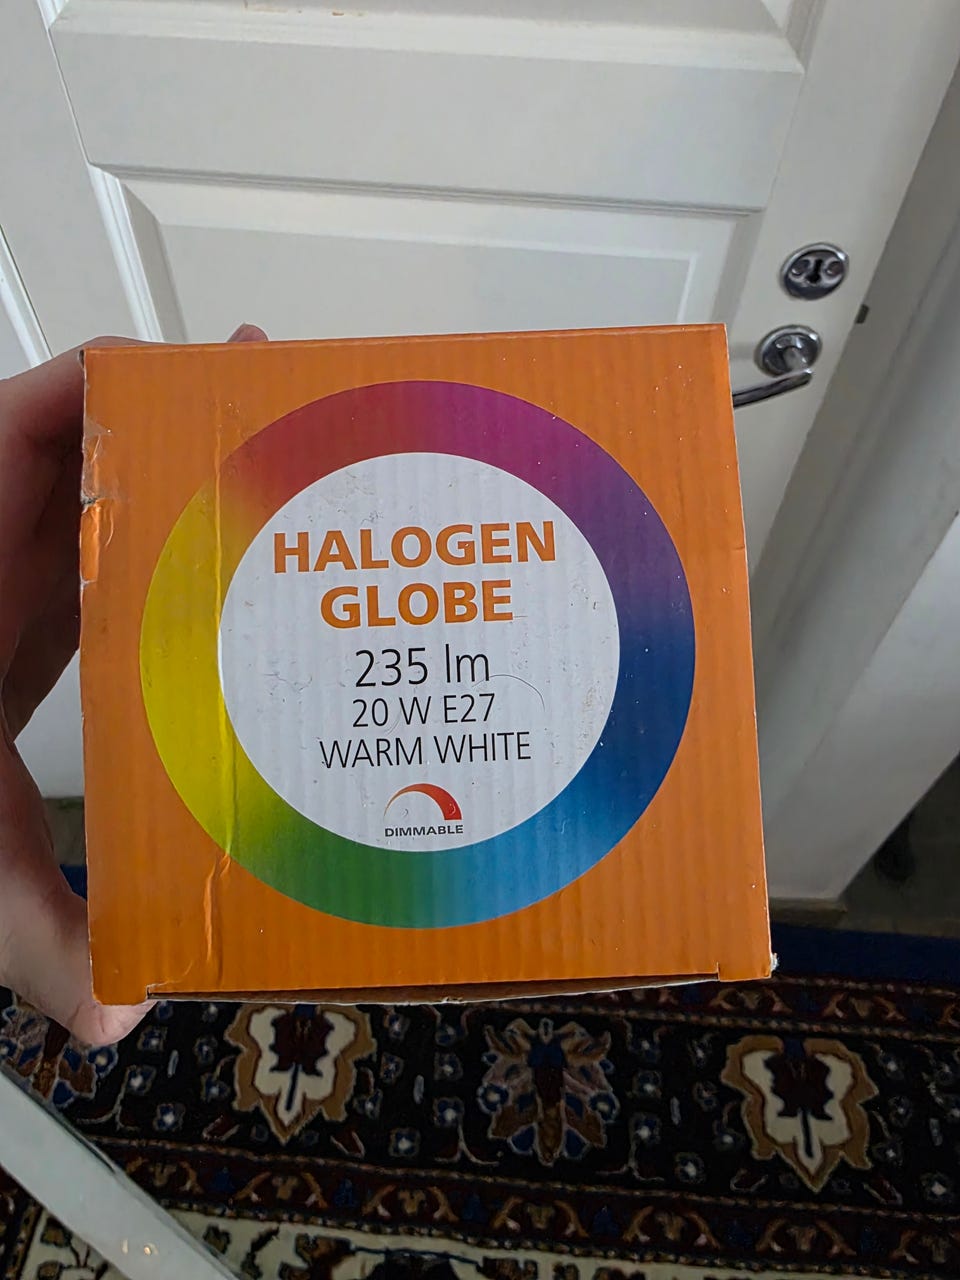 HALOGEN
GLOBE
235 lm
20 W E27
WARM WHITE
DIMMABLE